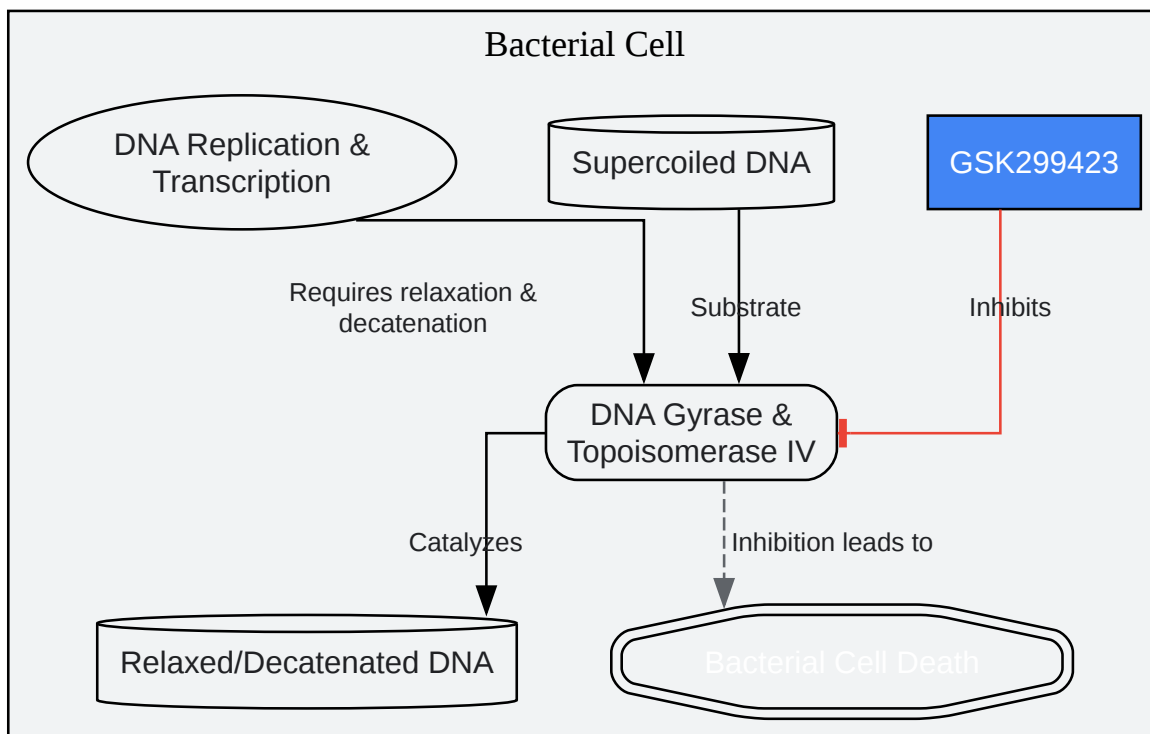 Bacterial Cell
DNA Replication &
Transcription
Supercoiled DNA
GSK299423
Requires relaxation &
decatenation
Substrate
Inhibits
DNA Gyrase &
Topoisomerase IV
Catalyzes
Inhibition leads to
Relaxed/Decatenated DNA
Bacterial Cell Death